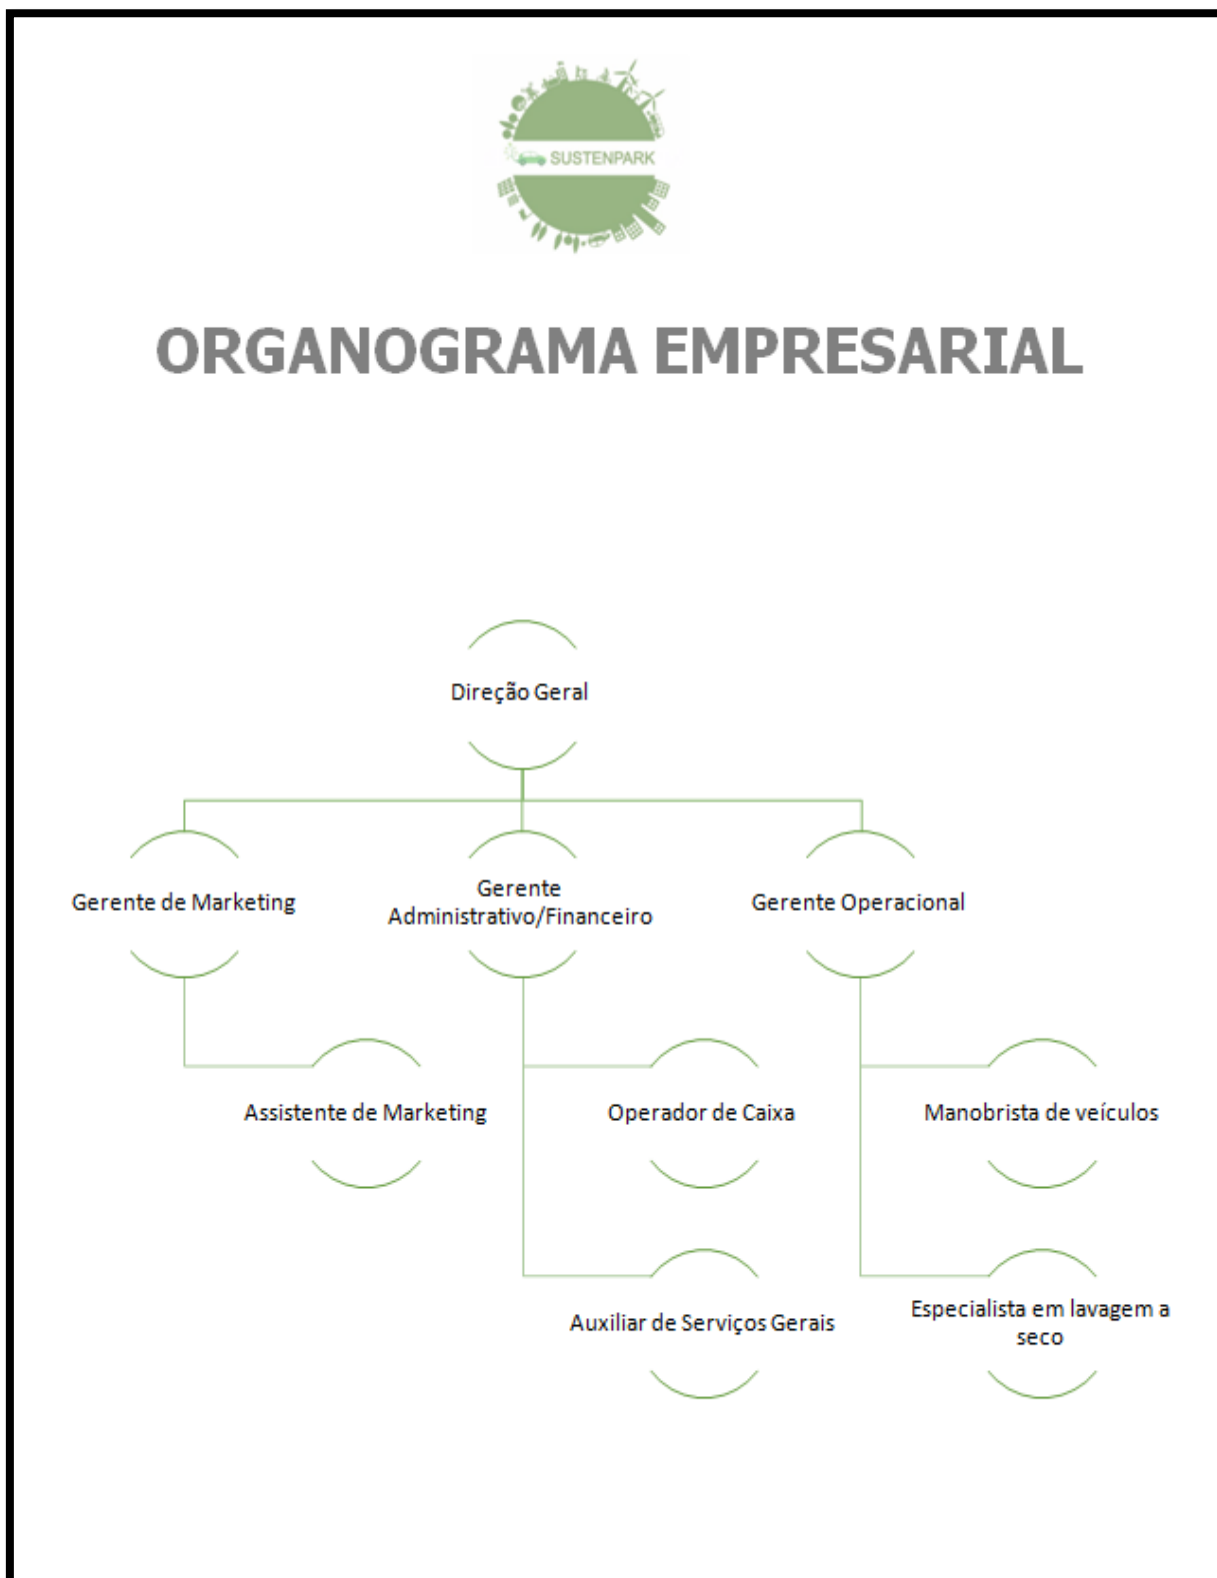 SUSTENPARK
ORGANOGRAMA EMPRESARIAL
Direção Geral
Gerente de Marketing
Gerente
Administrativo/Financeiro
Gerente Operacional
Assistente de Marketing
Operador de Caixa
Manobrista de veículos
Auxiliar de Serviços Gerais
Especialista em lavagem a
seco